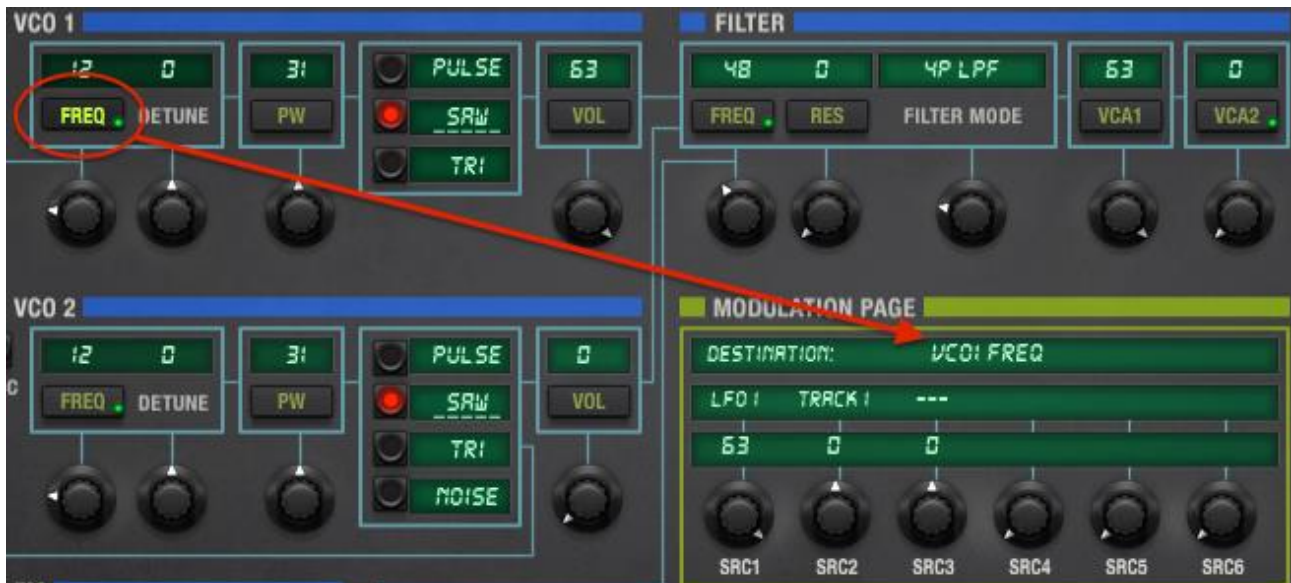 VCO 1
12 0 31 PULSE 63
FREQ DETUNE PW SAW VOL
TRI
FILTER
48 0 4P LPF 63 0
FREQ RES FILTER MODE VCA1 VCA2
VCO 2
12 0 31 PULSE 0
FREQ DETUNE PW SAW VOL
TRI
NOISE
MODULATION PAGE
DESTINATION: VCO1 FREQ
LFO1 TRACK1 ---
63 0 0
SRC1 SRC2 SRC3 SRC4 SRC5 SRC6